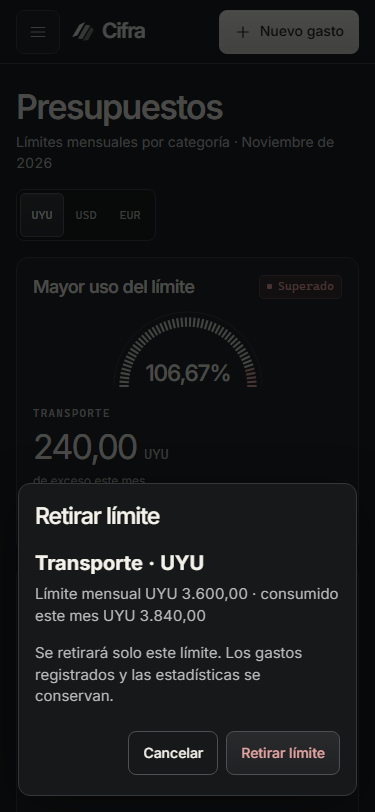 Cifra
Nuevo gasto
Presupuestos
Límites mensuales por categoría · Noviembre de
2026
UYU USD EUR
Mayor uso del límite
Superado
106,67%
TRANSPORTE
240,00 UYU
de exceso este mes
Retirar límite
Transporte · UYU
Límite mensual UYU 3.600,00 · consumido
este mes UYU 3.840,00
Se retirará solo este límite. Los gastos
registrados y las estadísticas se
conservan.
Cancelar
Retirar límite